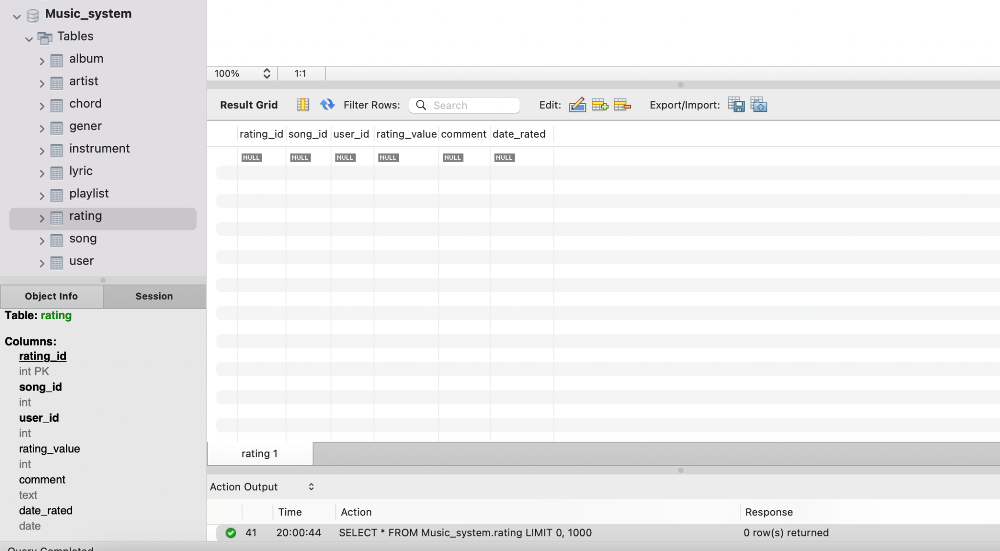 Music_system
Tables
album
artist
chord
gener
instrument
lyric
playlist
rating
song
user
Object Info Session
Table: rating
Columns:
rating_id
int PK
song_id
int
user_id
int
rating_value
int
comment
text
date_rated
date
100% 1:1
Result Grid Filter Rows: Search Edit: Export/Import:
rating_id song_id user_id rating_value comment date_rated
NULL NULL NULL NULL NULL NULL
rating 1
Action Output
Time Action Response
41 20:00:44 SELECT * FROM Music_system.rating LIMIT 0, 1000 0 row(s) returned
Query Completed